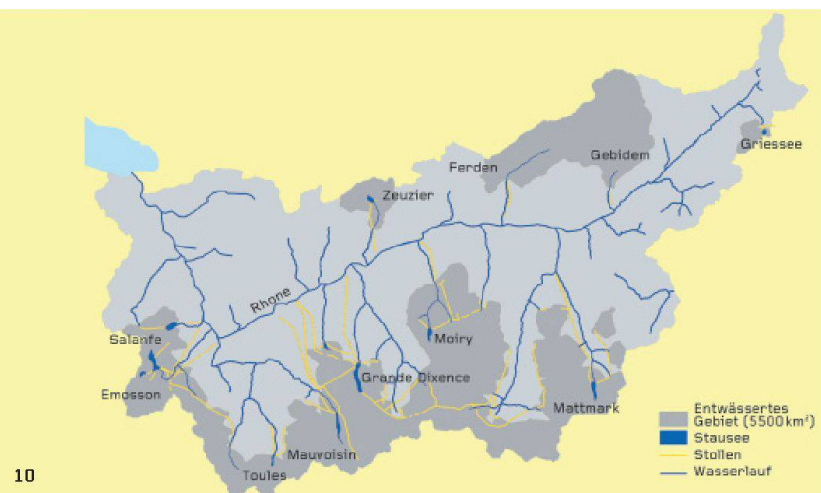 Griessee
Gebidem
Ferden
Zeuzier
Rhone
Salanfe
Moiry
Grande Dixence
Emosson
Mattmark
Mauvoisin
Toules
Entwässertes
Gebiet (5500 km²)
Stausee
Stollen
Wasserlauf
10